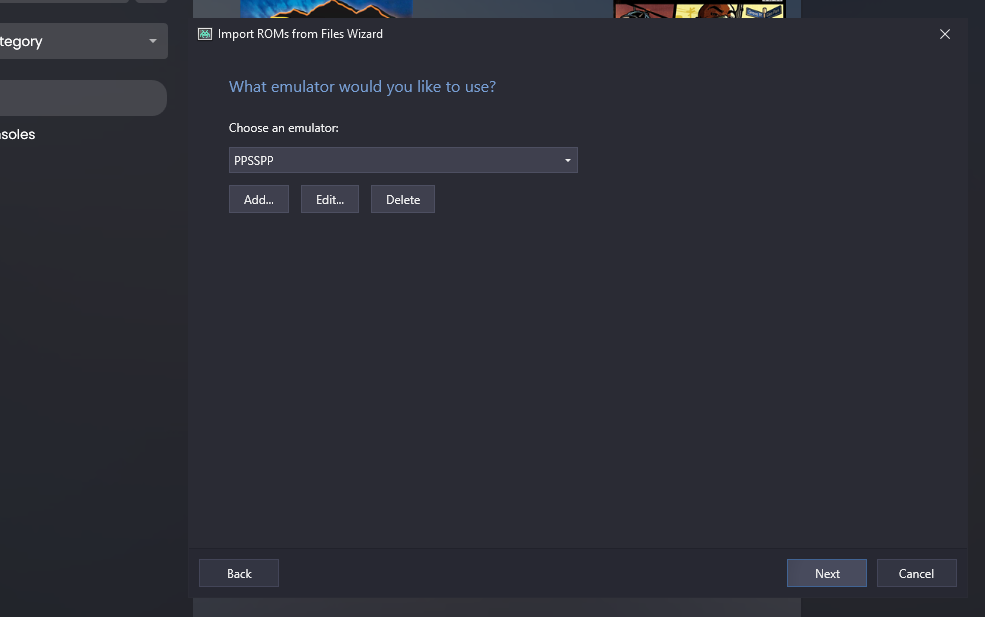 tegory
soles
Import ROMs from Files Wizard
What emulator would you like to use?
Choose an emulator:
PPSSPP
Add... Edit... Delete
Back Next Cancel